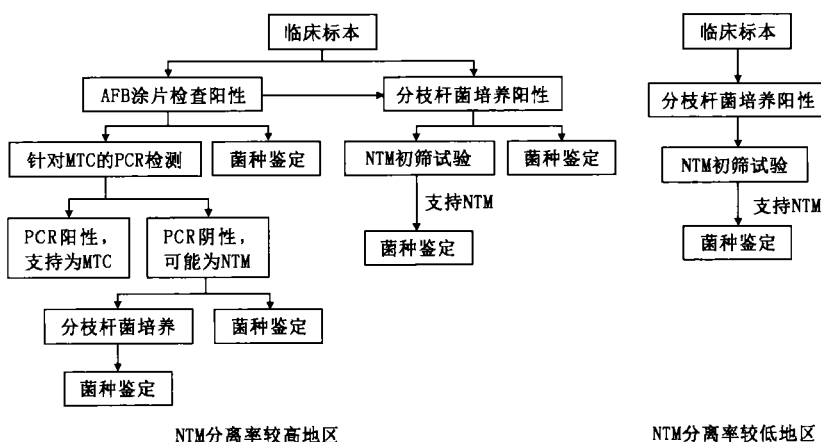 临床标本
临床标本
AFB涂片检查阳性
分枝杆菌培养阳性
分枝杆菌培养阳性
针对MTC的PCR检测
菌种鉴定
NTM初筛试验
菌种鉴定
NTM初筛试验
支持NTM
支持NTM
PCR阳性，
支持为MTC
PCR阴性，
可能为NTM
菌种鉴定
菌种鉴定
分枝杆菌培养
菌种鉴定
菌种鉴定
NTM分离率较高地区
NTM分离率较低地区